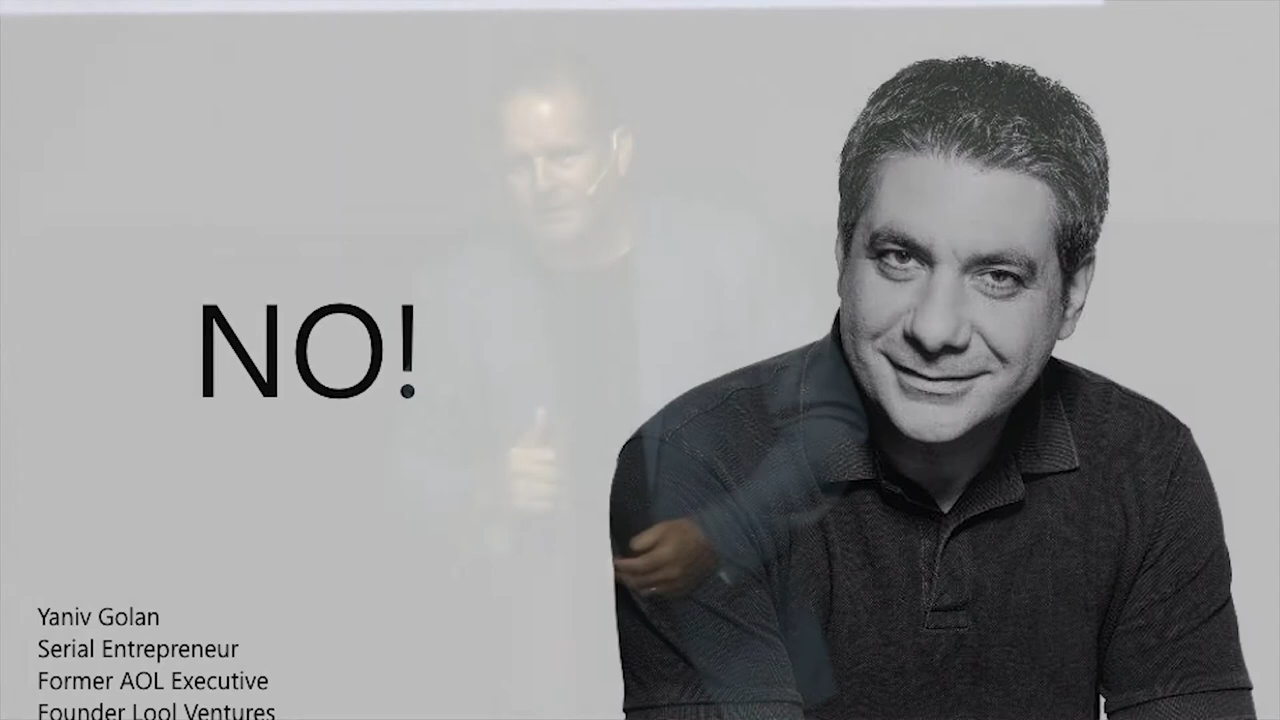 NO!
Yaniv Golan
Serial Entrepreneur
Former AOL Executive
Founder Lool Ventures